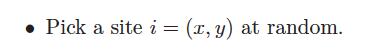 • Pick a site i = (x, y) at random.